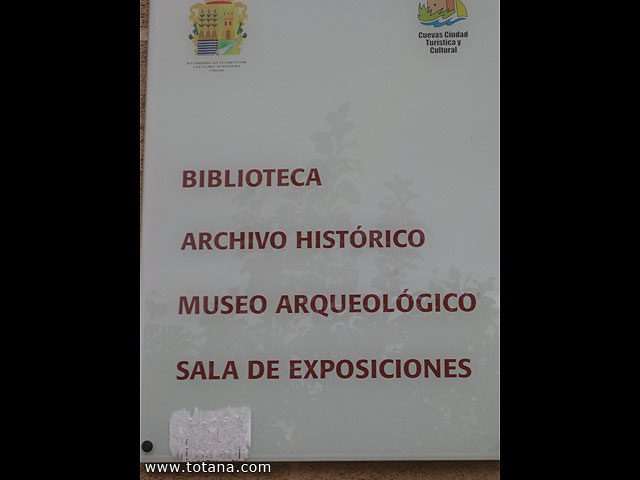 Cuevas Ciudad
Turística y
Cultural
BIBLIOTECA
ARCHIVO HISTÓRICO
MUSEO ARQUEOLÓGICO
SALA DE EXPOSICIONES
www.totana.com